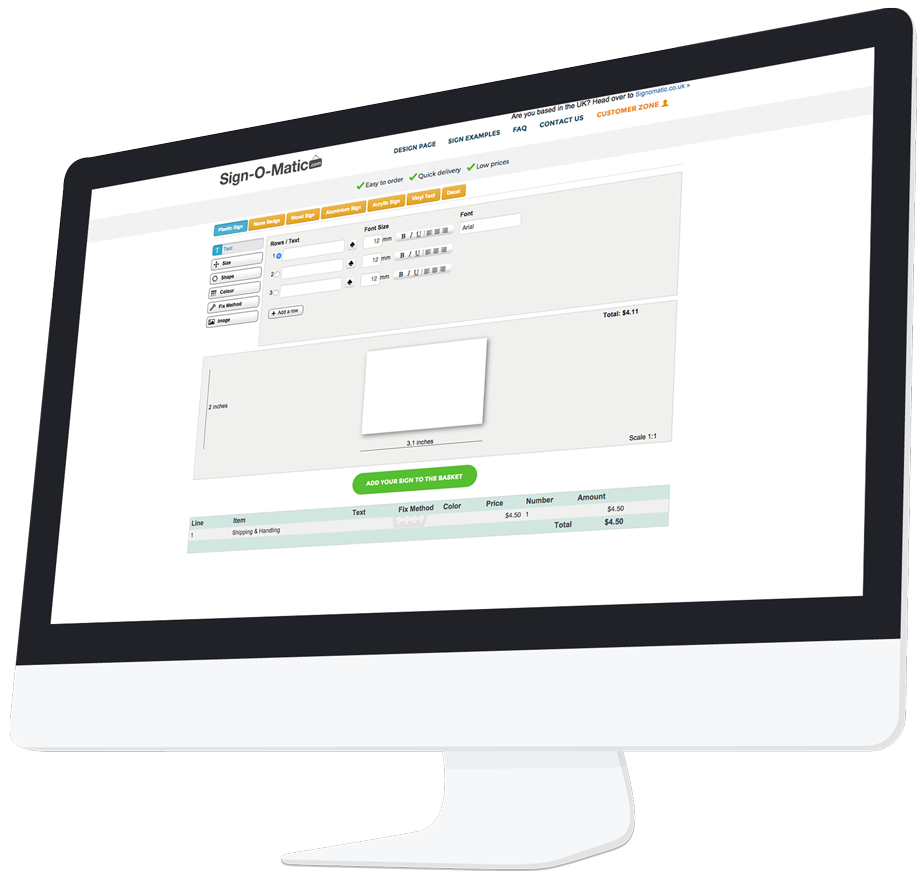 Are you based in the UK? Head over to Signomatic.co.uk »
Sign-O-Matic .com
DESIGN PAGE SIGN EXAMPLES FAQ CONTACT US CUSTOMER ZONE
Easy to order Quick delivery Low prices
Plastic Sign Name Badge Wood Sign Aluminium Sign Acrylic Sign Vinyl Text Decal
Text
Size
Shape
Colour
Fix Method
Image
Rows / Text Font Size Font
1 12 mm B I U Arial
2 12 mm B I U
3 12 mm B I U
+ Add a row
Total: $4.11
2 inches
3.1 inches
Scale 1:1
ADD YOUR SIGN TO THE BASKET
Line Item Text Fix Method Color Price Number Amount
1 Shipping & Handling $4.50 1 $4.50
Total $4.50